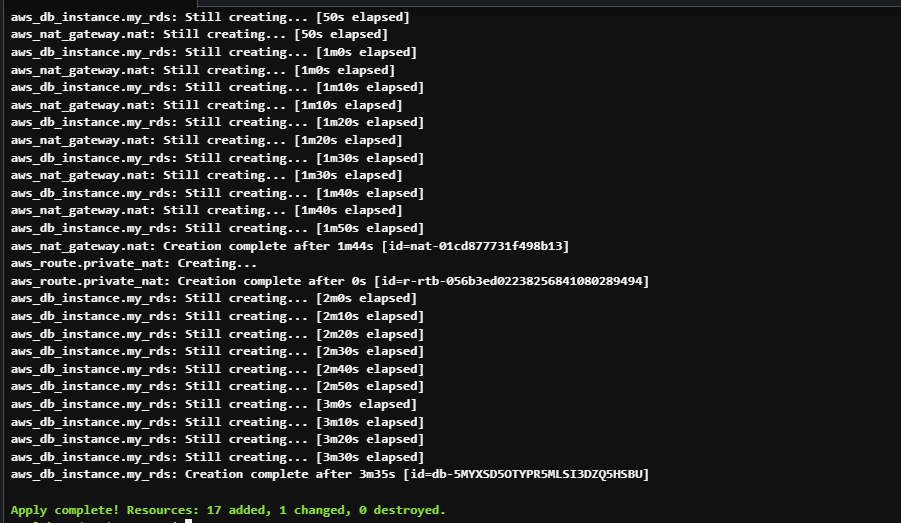 aws_db_instance.my_rds: Still creating... [50s elapsed]
aws_nat_gateway.nat: Still creating... [50s elapsed]
aws_db_instance.my_rds: Still creating... [1m0s elapsed]
aws_nat_gateway.nat: Still creating... [1m0s elapsed]
aws_db_instance.my_rds: Still creating... [1m10s elapsed]
aws_nat_gateway.nat: Still creating... [1m10s elapsed]
aws_db_instance.my_rds: Still creating... [1m20s elapsed]
aws_nat_gateway.nat: Still creating... [1m20s elapsed]
aws_db_instance.my_rds: Still creating... [1m30s elapsed]
aws_nat_gateway.nat: Still creating... [1m30s elapsed]
aws_db_instance.my_rds: Still creating... [1m40s elapsed]
aws_nat_gateway.nat: Still creating... [1m40s elapsed]
aws_db_instance.my_rds: Still creating... [1m50s elapsed]
aws_nat_gateway.nat: Creation complete after 1m44s [id=nat-01cd877731f498b13]
aws_route.private_nat: Creating...
aws_route.private_nat: Creation complete after 0s [id=r-rtb-056b3ed02238256841080289494]
aws_db_instance.my_rds: Still creating... [2m0s elapsed]
aws_db_instance.my_rds: Still creating... [2m10s elapsed]
aws_db_instance.my_rds: Still creating... [2m20s elapsed]
aws_db_instance.my_rds: Still creating... [2m30s elapsed]
aws_db_instance.my_rds: Still creating... [2m40s elapsed]
aws_db_instance.my_rds: Still creating... [2m50s elapsed]
aws_db_instance.my_rds: Still creating... [3m0s elapsed]
aws_db_instance.my_rds: Still creating... [3m10s elapsed]
aws_db_instance.my_rds: Still creating... [3m20s elapsed]
aws_db_instance.my_rds: Still creating... [3m30s elapsed]
aws_db_instance.my_rds: Creation complete after 3m35s [id=db-5MYXSD5OTYPR5MLSI3DZQ5HSBU]
Apply complete! Resources: 17 added, 1 changed, 0 destroyed.